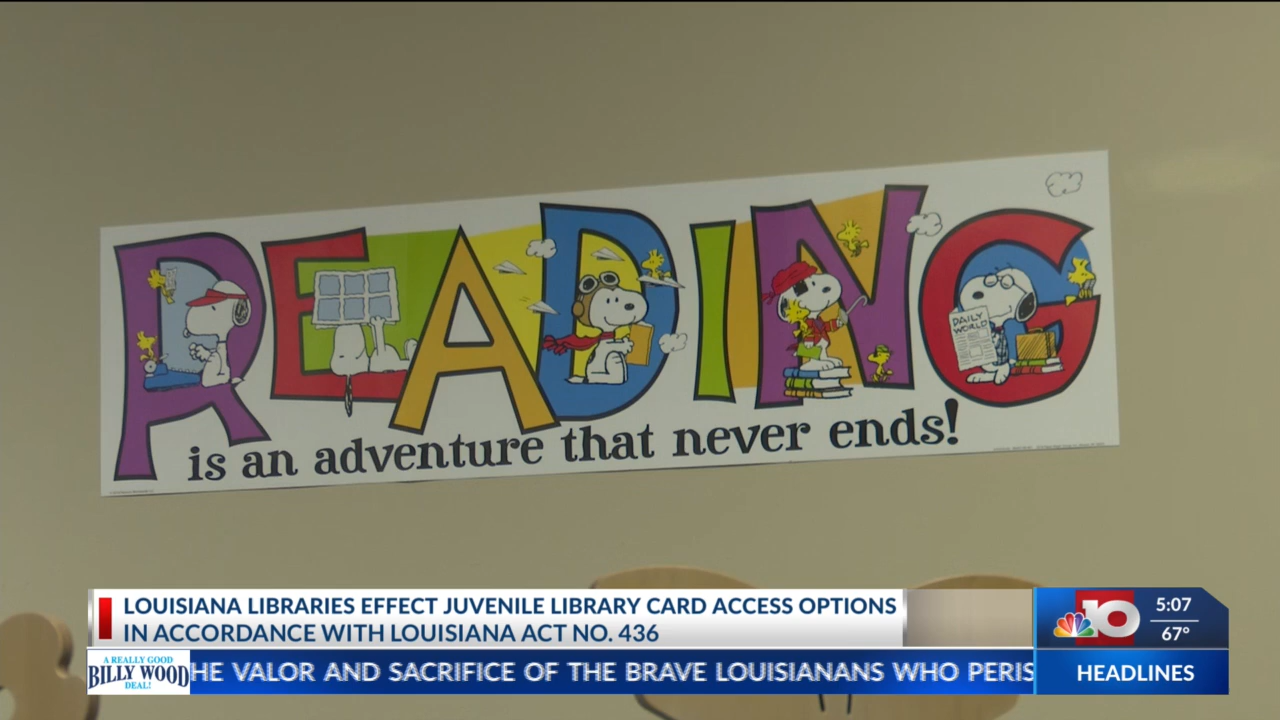 READING
DAILY
WORLD
is an adventure that never ends!
LOUISIANA LIBRARIES EFFECT JUVENILE LIBRARY CARD ACCESS OPTIONS
IN ACCORDANCE WITH LOUISIANA ACT NO. 436
10
5:07
67°
A REALLY GOOD
BILLY WOOD
DEAL!
HE VALOR AND SACRIFICE OF THE BRAVE LOUISIANANS WHO PERIS
HEADLINES